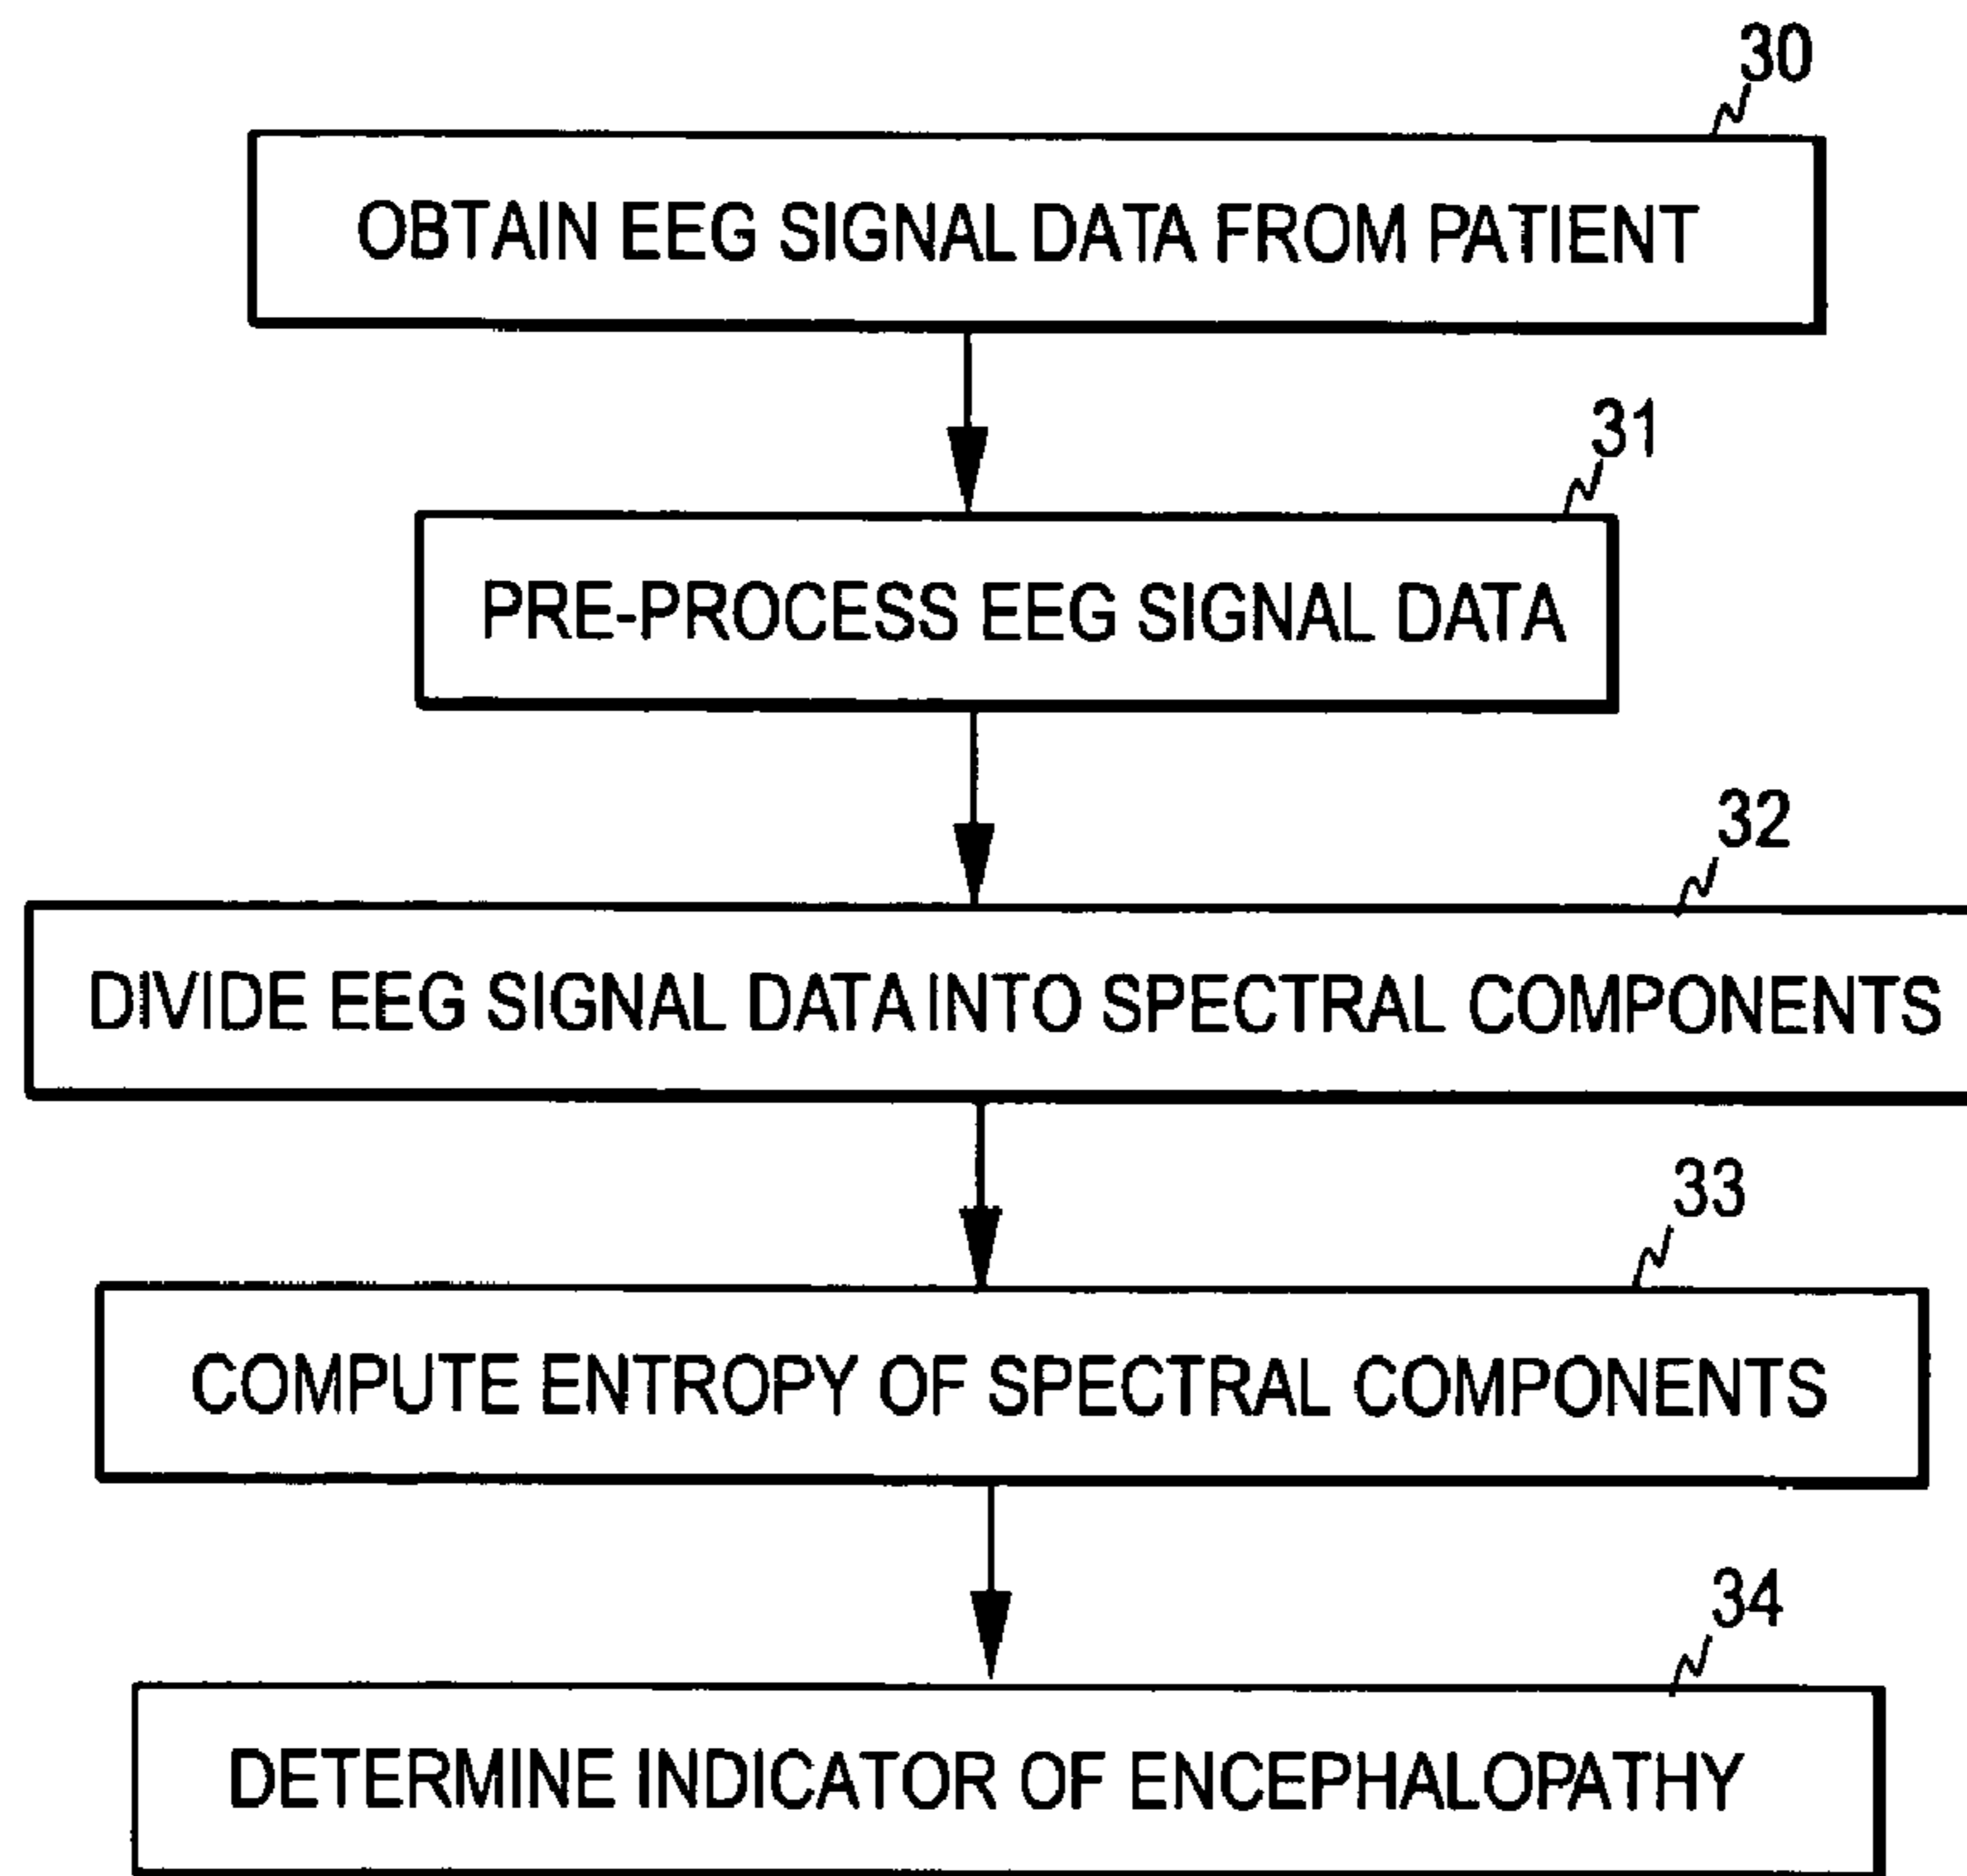 30
OBTAIN EEG SIGNAL DATA FROM PATIENT
31
PRE-PROCESS EEG SIGNAL DATA
32
DIVIDE EEG SIGNAL DATA INTO SPECTRAL COMPONENTS
33
COMPUTE ENTROPY OF SPECTRAL COMPONENTS
34
DETERMINE INDICATOR OF ENCEPHALOPATHY